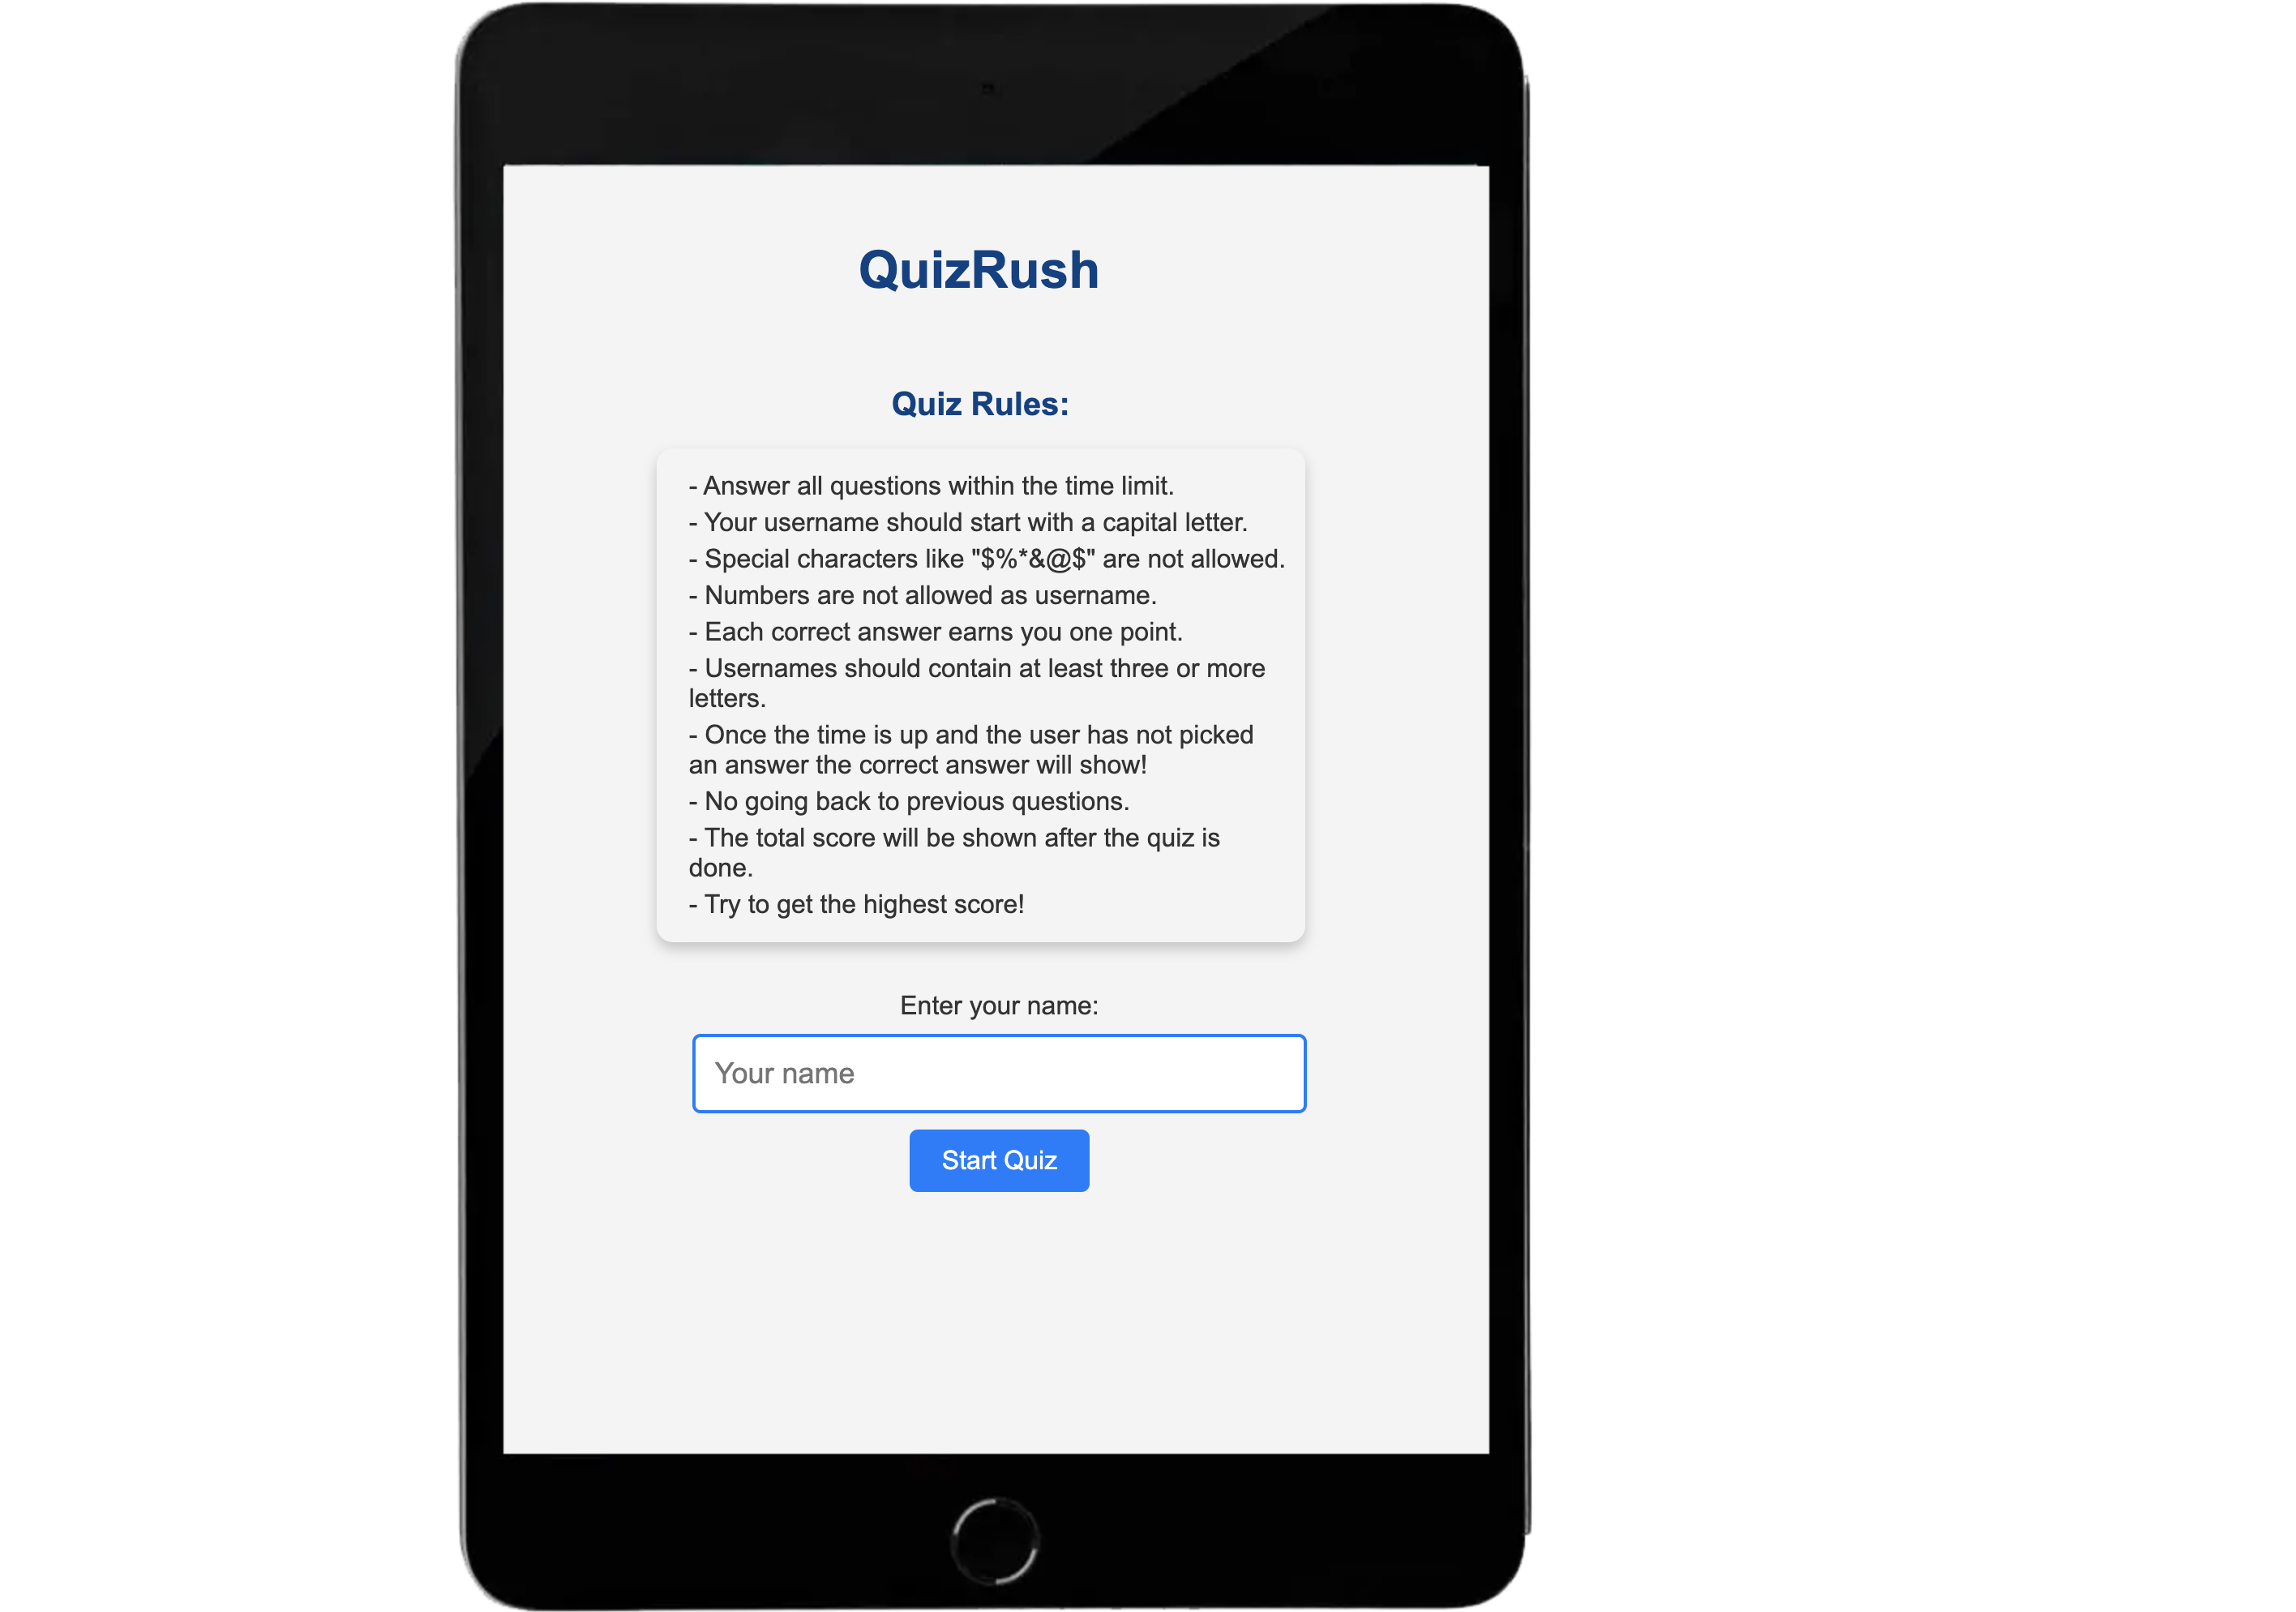 QuizRush
Quiz Rules:
- Answer all questions within the time limit.
- Your username should start with a capital letter.
- Special characters like "$%*&@$" are not allowed.
- Numbers are not allowed as username.
- Each correct answer earns you one point.
- Usernames should contain at least three or more
letters.
- Once the time is up and the user has not picked
an answer the correct answer will show!
- No going back to previous questions.
- The total score will be shown after the quiz is
done.
- Try to get the highest score!
Enter your name:
Your name
Start Quiz